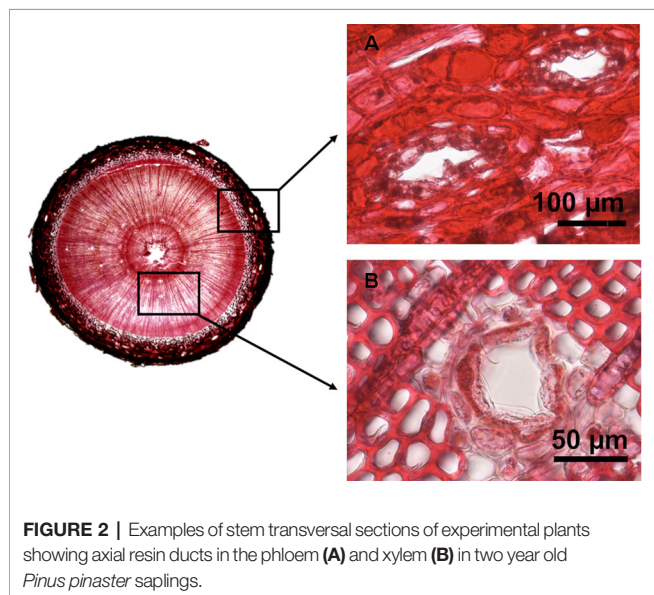 A
100 µm
B
50 µm
FIGURE 2 | Examples of stem transversal sections of experimental plants
showing axial resin ducts in the phloem (A) and xylem (B) in two year old
Pinus pinaster saplings.